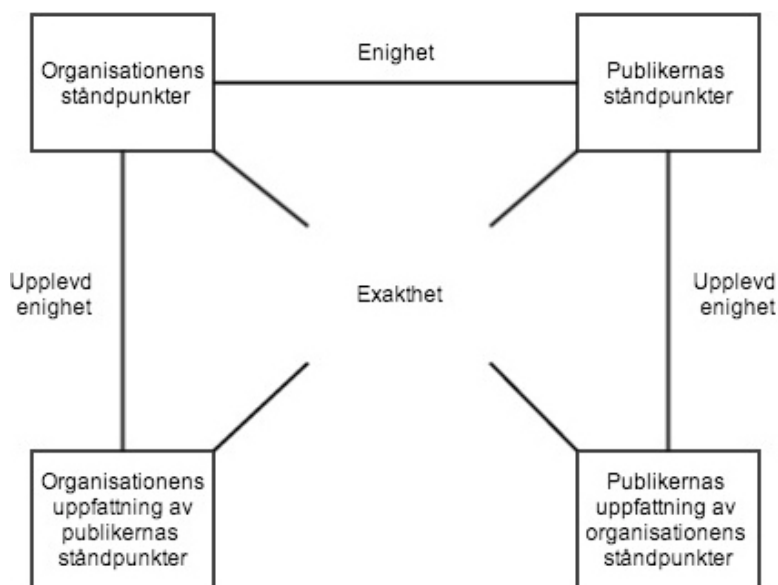 Organisationens
ståndpunkter
Enighet
Publikernas
ståndpunkter
Upplevd
enighet
Exakthet
Upplevd
enighet
Organisationens
uppfattning av
publikernas
ståndpunkter
Publikernas
uppfattning av
organisationens
ståndpunkter